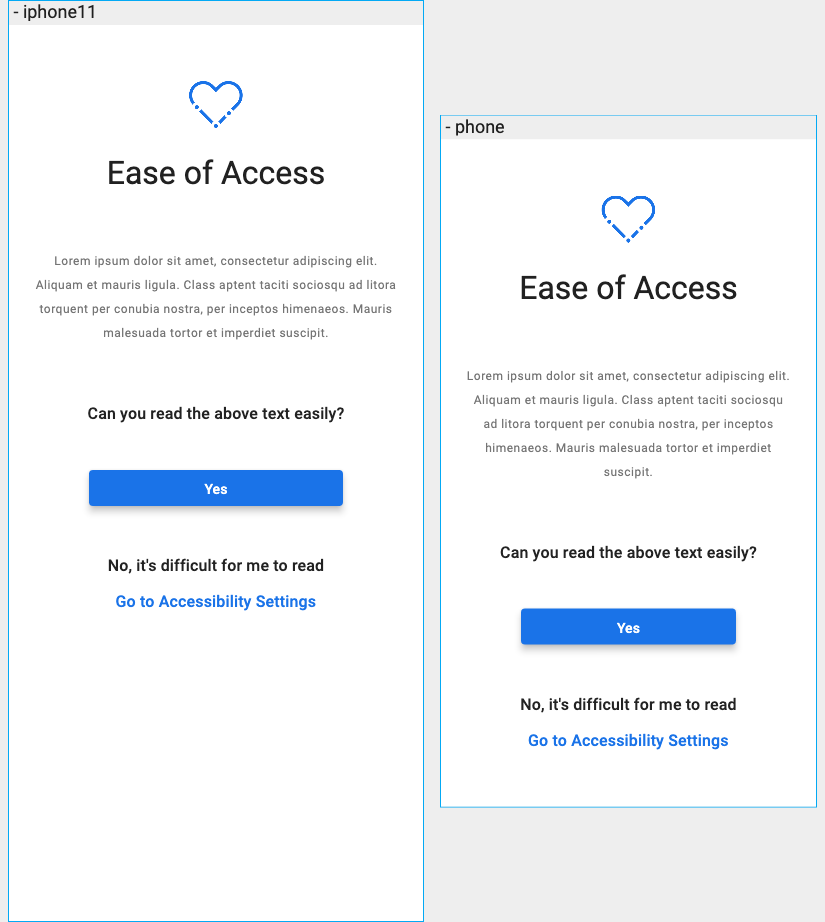 - iphone11
Ease of Access
Lorem ipsum dolor sit amet, consectetur adipiscing elit.
Aliquam et mauris ligula. Class aptent taciti sociosqu ad litora
torquent per conubia nostra, per inceptos himenaeos. Mauris
malesuada tortor et imperdiet suscipit.
Can you read the above text easily?
Yes
No, it's difficult for me to read
Go to Accessibility Settings
- phone
Ease of Access
Lorem ipsum dolor sit amet, consectetur adipiscing elit.
Aliquam et mauris ligula. Class aptent taciti sociosqu
ad litora torquent per conubia nostra, per inceptos
himenaeos. Mauris malesuada tortor et imperdiet
suscipit.
Can you read the above text easily?
Yes
No, it's difficult for me to read
Go to Accessibility Settings